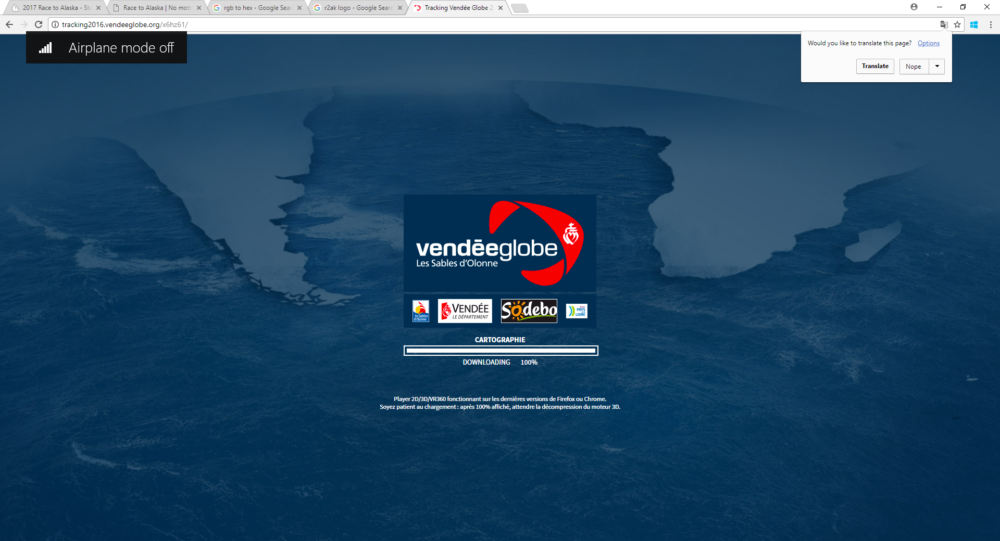 2017 Race to Alaska - Sta
Race to Alaska | No moto
rgb to hex - Google Sear
r2ak logo - Google Searc
Tracking Vendée Globe 2
tracking2016.vendeeglobe.org/x6hz61/
Airplane mode off
Would you like to translate this page? Options
Translate
Nope
vendéeglobe
Les Sables d'Olonne
les Sables
d'Olonne
VENDÉE
LE DÉPARTEMENT
Sodebo
PAYS
DE LA
LOIRE
CARTOGRAPHIE
DOWNLOADING 100%
Player 2D/3D/VR360 fonctionnant sur les dernières versions de Firefox ou Chrome.
Soyez patient au chargement : après 100% affiché, attendre la décompression du moteur 3D.